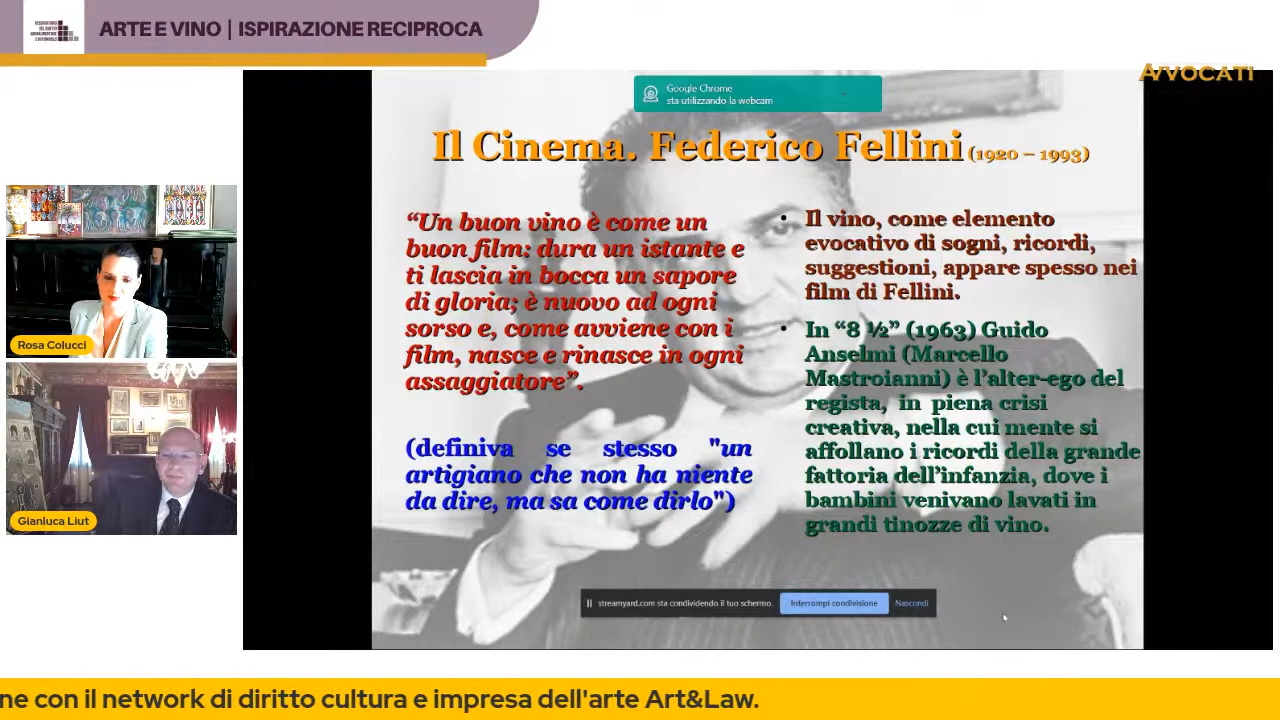 ARTE E VINO | ISPIRAZIONE RECIPROCA
AVVOCATI
Google Chrome
sta utilizzando la webcam
Il Cinema. Federico Fellini (1920 – 1993)
“Un buon vino è come un
buon film: dura un istante e
ti lascia in bocca un sapore
di gloria; è nuovo ad ogni
sorso e, come avviene con i
film, nasce e rinasce in ogni
assaggiatore”.
(definiva se stesso "un
artigiano che non ha niente
da dire, ma sa come dirlo")
• Il vino, come elemento
evocativo di sogni, ricordi,
suggestioni, appare spesso nei
film di Fellini.
• In “8 ½” (1963) Guido
Anselmi (Marcello
Mastroianni) è l’alter-ego del
regista, in piena crisi
creativa, nella cui mente si
affollano i ricordi della grande
fattoria dell’infanzia, dove i
bambini venivano lavati in
grandi tinozze di vino.
Rosa Colucci
Gianluca Liut
streamyard.com sta condividendo il tuo schermo. Interrompi condivisione Nascondi
ne con il network di diritto cultura e impresa dell'arte Art&Law.